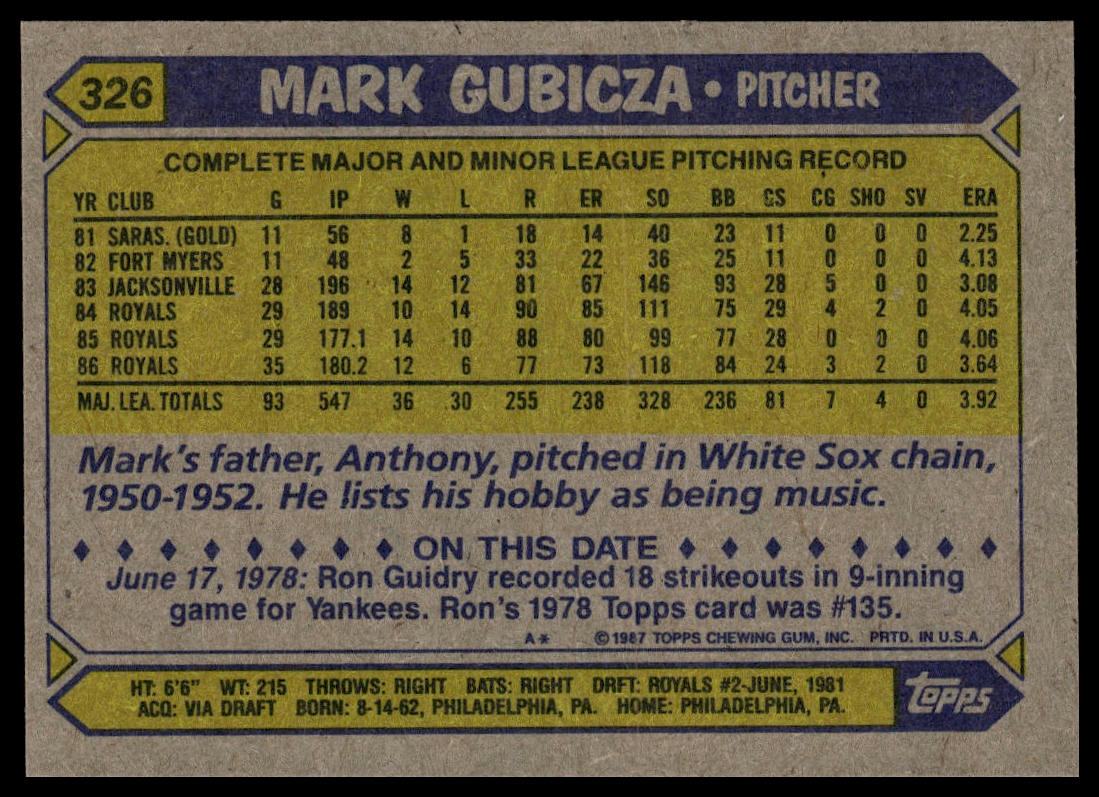 326 MARK GUBICZA • PITCHER
COMPLETE MAJOR AND MINOR LEAGUE PITCHING RECORD
YR CLUB G IP W L R ER SO BB GS CG SHO SV ERA
81 SARAS. (GOLD) 11 56 8 1 18 14 40 23 11 0 0 0 2.25
82 FORT MYERS 11 48 2 5 33 22 36 25 11 0 0 0 4.13
83 JACKSONVILLE 28 196 14 12 81 67 146 93 28 5 0 0 3.08
84 ROYALS 29 189 10 14 90 85 111 75 29 4 2 0 4.05
85 ROYALS 29 177.1 14 10 88 80 99 77 28 0 0 0 4.06
86 ROYALS 35 180.2 12 6 77 73 118 84 24 3 2 0 3.64
MAJ. LEA. TOTALS 93 547 36 30 255 238 328 236 81 7 4 0 3.92
Mark's father, Anthony, pitched in White Sox chain,
1950-1952. He lists his hobby as being music.
ON THIS DATE
June 17, 1978: Ron Guidry recorded 18 strikeouts in 9-inning
game for Yankees. Ron's 1978 Topps card was #135.
A* ©1987 TOPPS CHEWING GUM, INC. PRTD. IN U.S.A.
HT: 6'6" WT: 215 THROWS: RIGHT BATS: RIGHT DRFT: ROYALS #2-JUNE, 1981
ACQ: VIA DRAFT BORN: 8-14-62, PHILADELPHIA, PA. HOME: PHILADELPHIA, PA.
topps